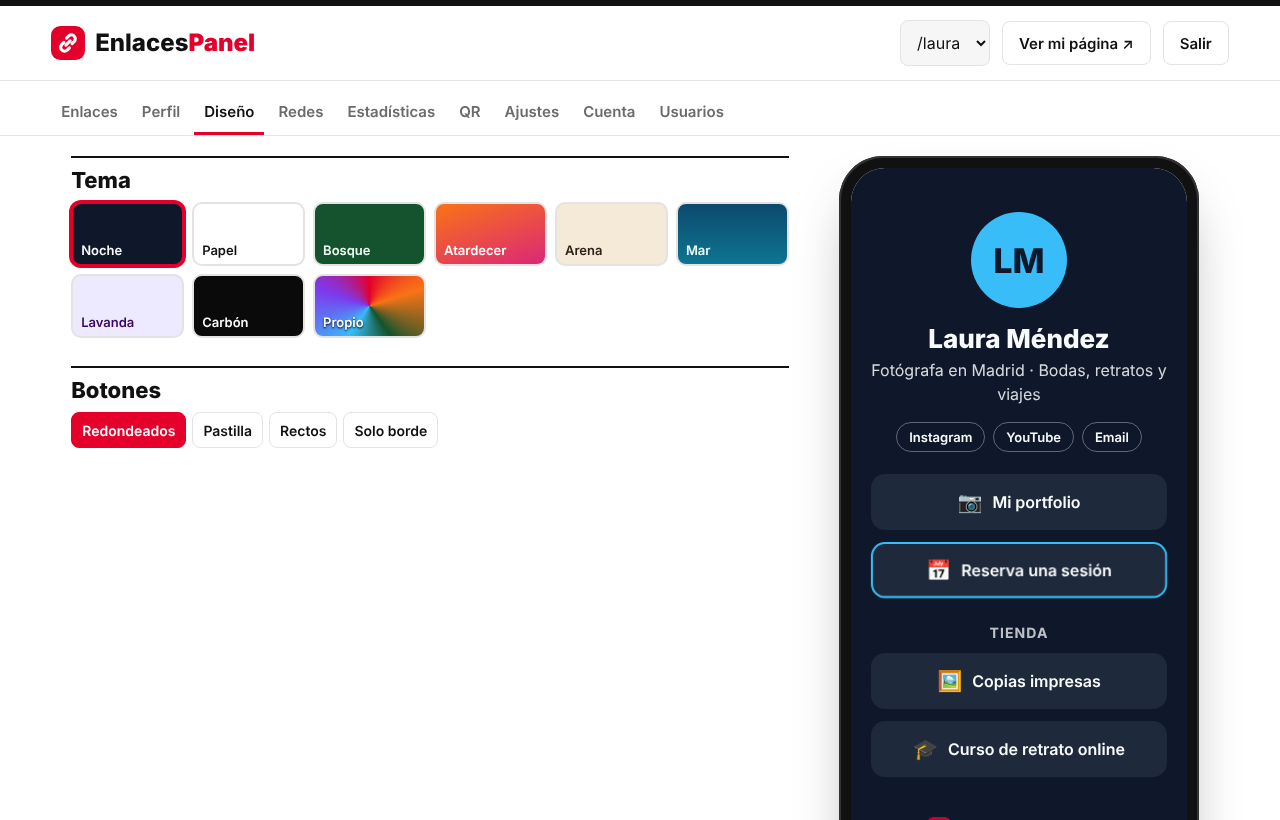 EnlacesPanel
/laura
Ver mi página ↗
Salir
Enlaces
Perfil
Diseño
Redes
Estadísticas
QR
Ajustes
Cuenta
Usuarios
Tema
Noche
Papel
Bosque
Atardecer
Arena
Mar
Lavanda
Carbón
Propio
Botones
Redondeados
Pastilla
Rectos
Solo borde
LM
Laura Méndez
Fotógrafa en Madrid · Bodas, retratos y
viajes
Instagram
YouTube
Email
Mi portfolio
Reserva una sesión
TIENDA
Copias impresas
Curso de retrato online